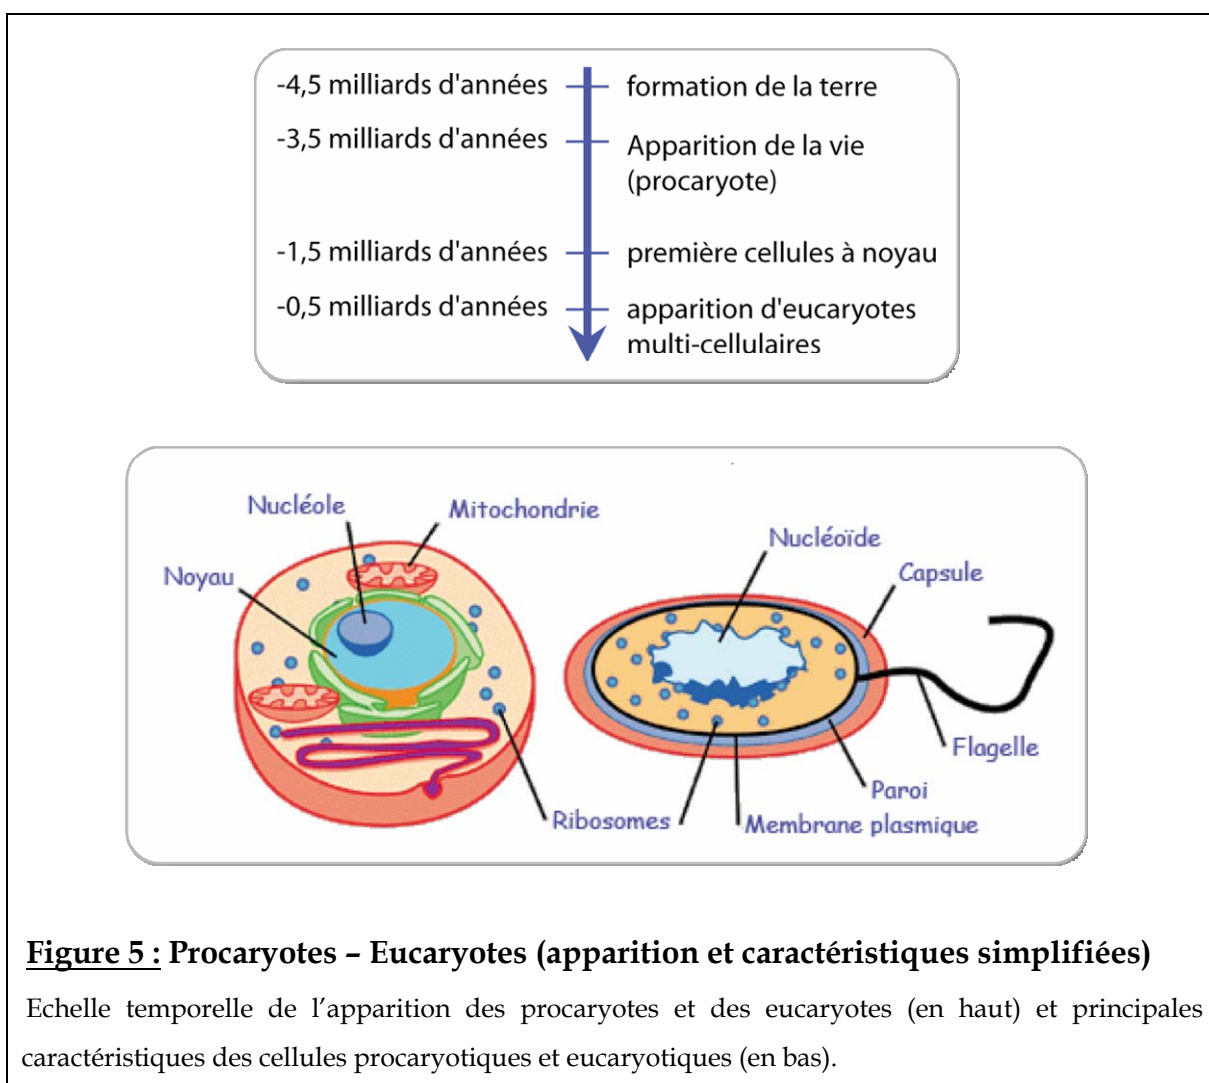 -4,5 milliards d'années formation de la terre
-3,5 milliards d'années Apparition de la vie
(procaryote)
-1,5 milliards d'années première cellules à noyau
-0,5 milliards d'années apparition d'eucaryotes
multi-cellulaires
Nucléole
Mitochondrie
Noyau
Nucléoïde
Capsule
Flagelle
Paroi
Ribosomes
Membrane plasmique
Figure 5 : Procaryotes – Eucaryotes (apparition et caractéristiques simplifiées)
Echelle temporelle de l'apparition des procaryotes et des eucaryotes (en haut) et principales
caractéristiques des cellules procaryotiques et eucaryotiques (en bas).